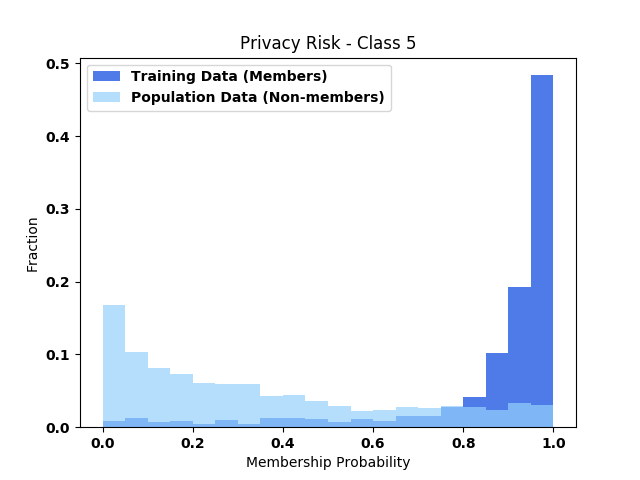 Privacy Risk - Class 5
Training Data (Members)
Population Data (Non-members)
Fraction
0.5
0.4
0.3
0.2
0.1
0.0
0.0 0.2 0.4 0.6 0.8 1.0
Membership Probability